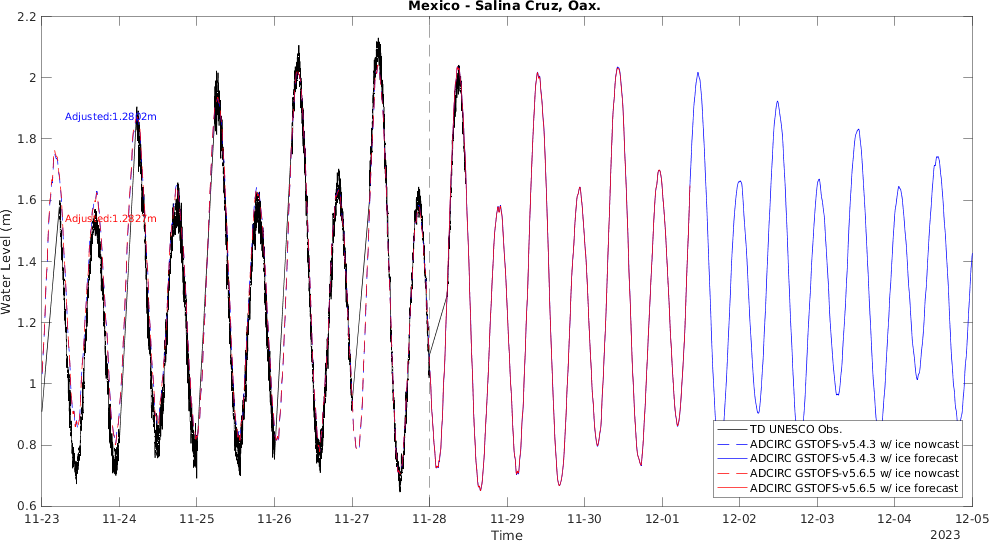 Mexico - Salina Cruz, Oax.
2.2
2
1.8
1.6
1.4
1.2
1
0.8
0.6
Water Level (m)
Adjusted:1.2802m
Adjusted:1.2827m
TD UNESCO Obs.
ADCIRC GSTOFS-v5.4.3 w/ ice nowcast
ADCIRC GSTOFS-v5.4.3 w/ ice forecast
ADCIRC GSTOFS-v5.6.5 w/ ice nowcast
ADCIRC GSTOFS-v5.6.5 w/ ice forecast
11-23 11-24 11-25 11-26 11-27 11-28 11-29 11-30 12-01 12-02 12-03 12-04 12-05
Time
2023